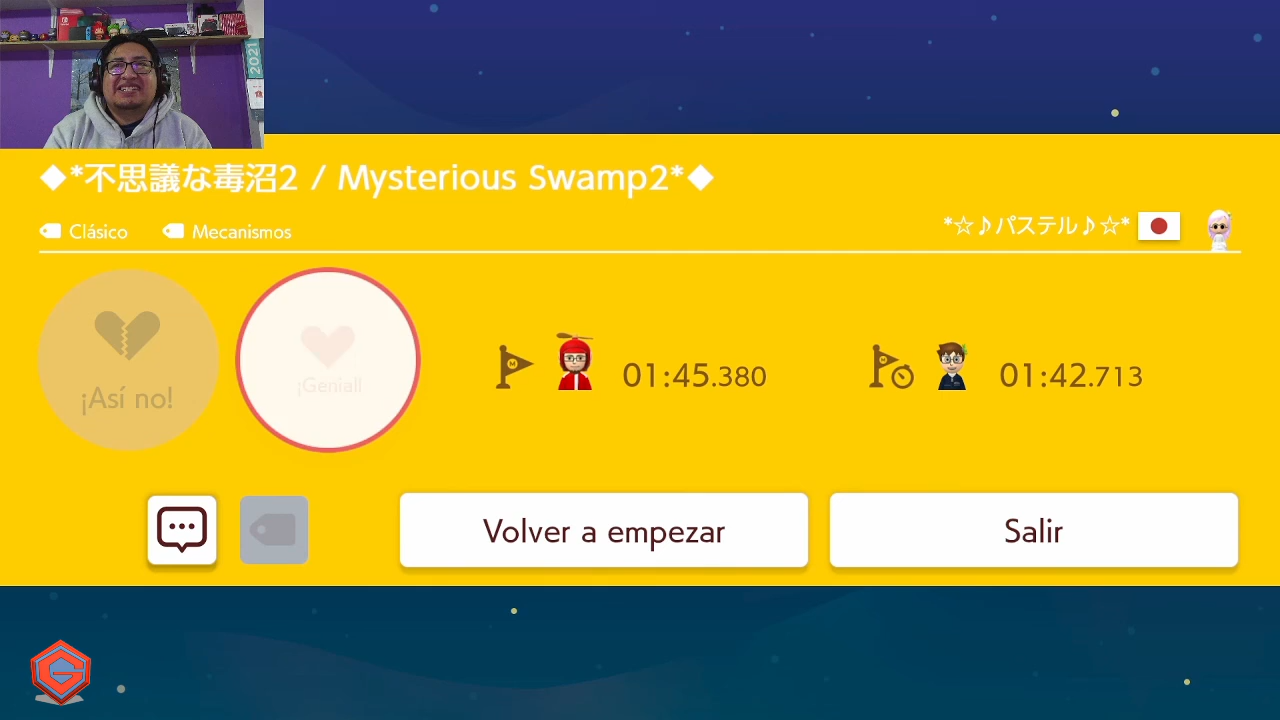 2021
◆*不思議な毒沼2 / Mysterious Swamp2*◆
Clásico Mecanismos
*☆♪パステル♪☆*
¡Así no!
¡Genial!
M 01:45.380
M 01:42.713
Volver a empezar
Salir
G